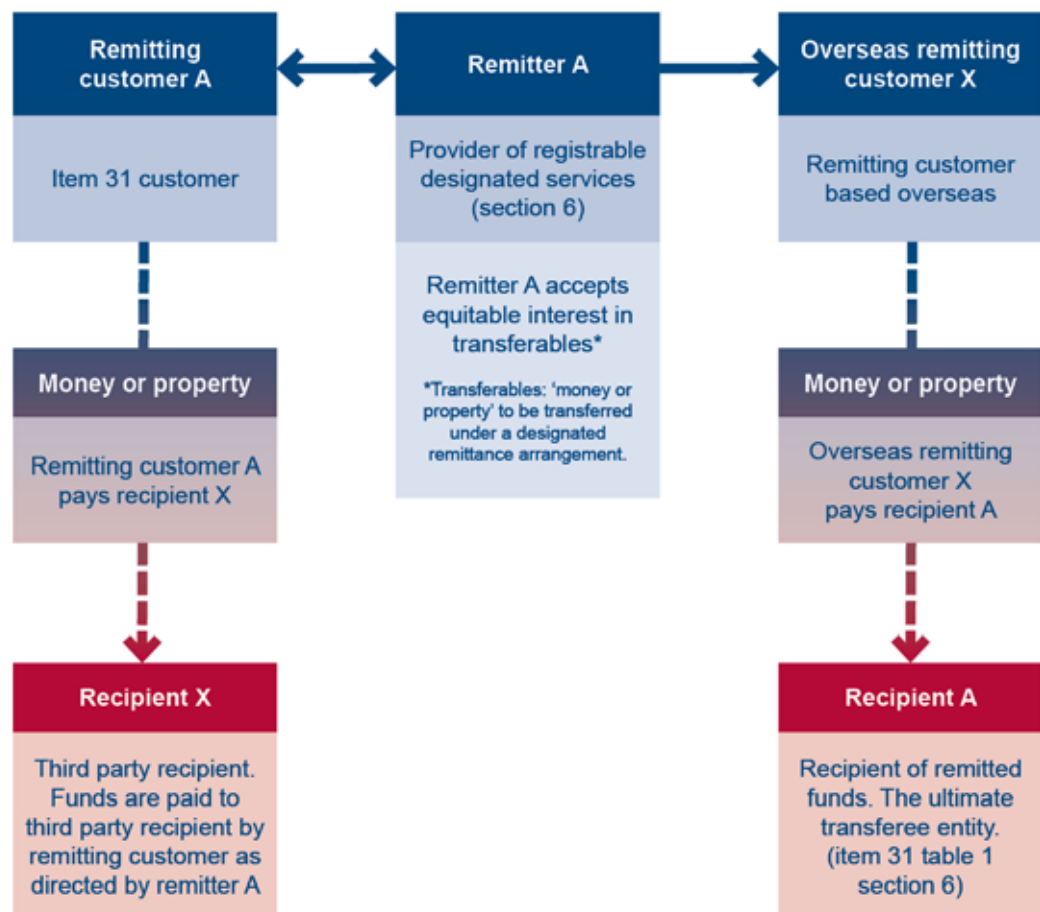 Remitting
customer A
Item 31 customer
Money or property
Remitting customer A
pays recipient X
Recipient X
Third party recipient.
Funds are paid to
third party recipient by
remitting customer as
directed by remitter A
Remitter A
Provider of registrable
designated services
(section 6)
Remitter A accepts
equitable interest in
transferables*
*Transferables: ‘money or
property’ to be transferred
under a designated
remittance arrangement.
Overseas remitting
customer X
Remitting customer
based overseas
Money or property
Overseas remitting
customer X
pays recipient A
Recipient A
Recipient of remitted
funds. The ultimate
transferee entity.
(item 31 table 1
section 6)